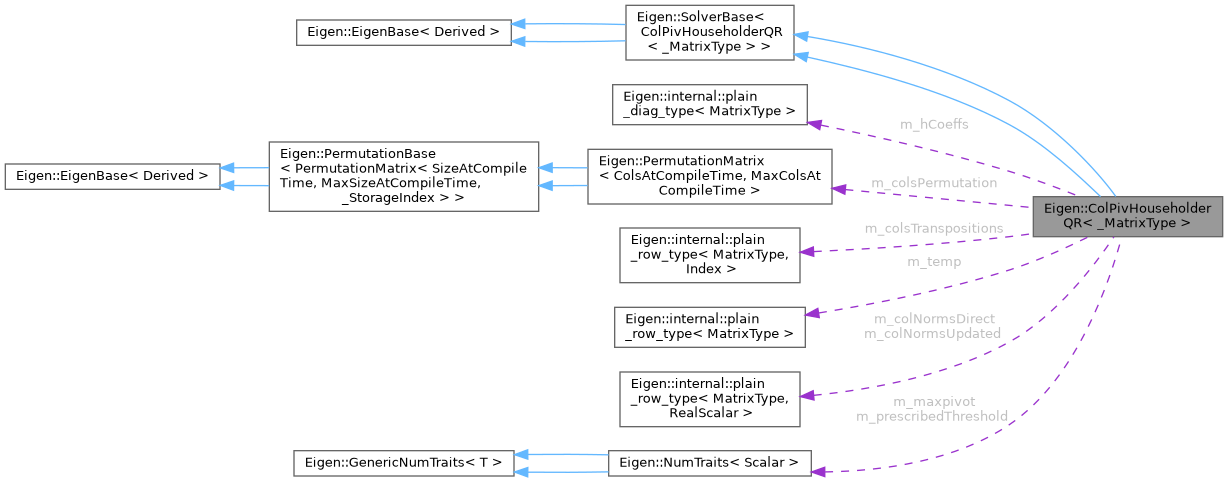 Eigen::EigenBase< Derived >
Eigen::SolverBase<
ColPivHouseholderQR
< _MatrixType > >
Eigen::internal::plain
_diag_type< MatrixType >
m_hCoeffs
Eigen::EigenBase< Derived >
Eigen::PermutationBase
< PermutationMatrix< SizeAtCompile
Time, MaxSizeAtCompileTime,
_StorageIndex > >
Eigen::PermutationMatrix
< ColsAtCompileTime, MaxColsAt
CompileTime >
m_colsPermutation
Eigen::ColPivHouseholder
QR< _MatrixType >
Eigen::internal::plain
_row_type< MatrixType,
Index >
m_colsTranspositions
m_temp
Eigen::internal::plain
_row_type< MatrixType >
m_colNormsDirect
m_colNormsUpdated
Eigen::internal::plain
_row_type< MatrixType,
RealScalar >
m_maxpivot
m_prescribedThreshold
Eigen::GenericNumTraits< T >
Eigen::NumTraits< Scalar >